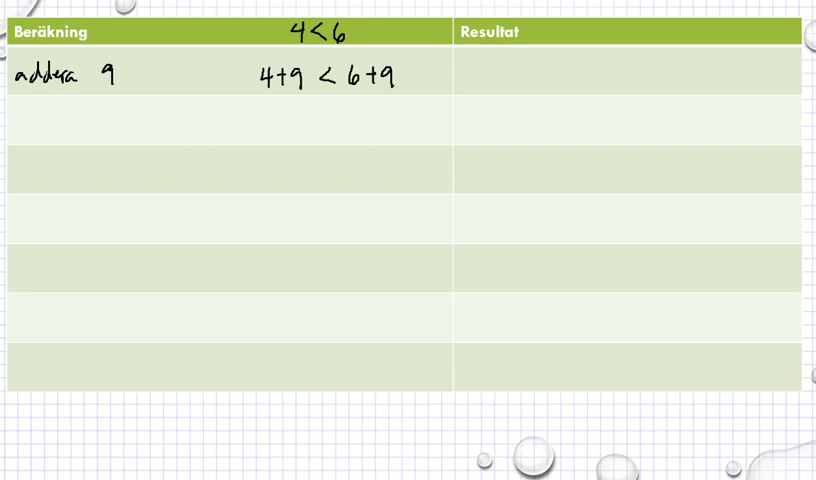 Beräkning 4 < 6 Resultat
addera 9 4+9 < 6+9